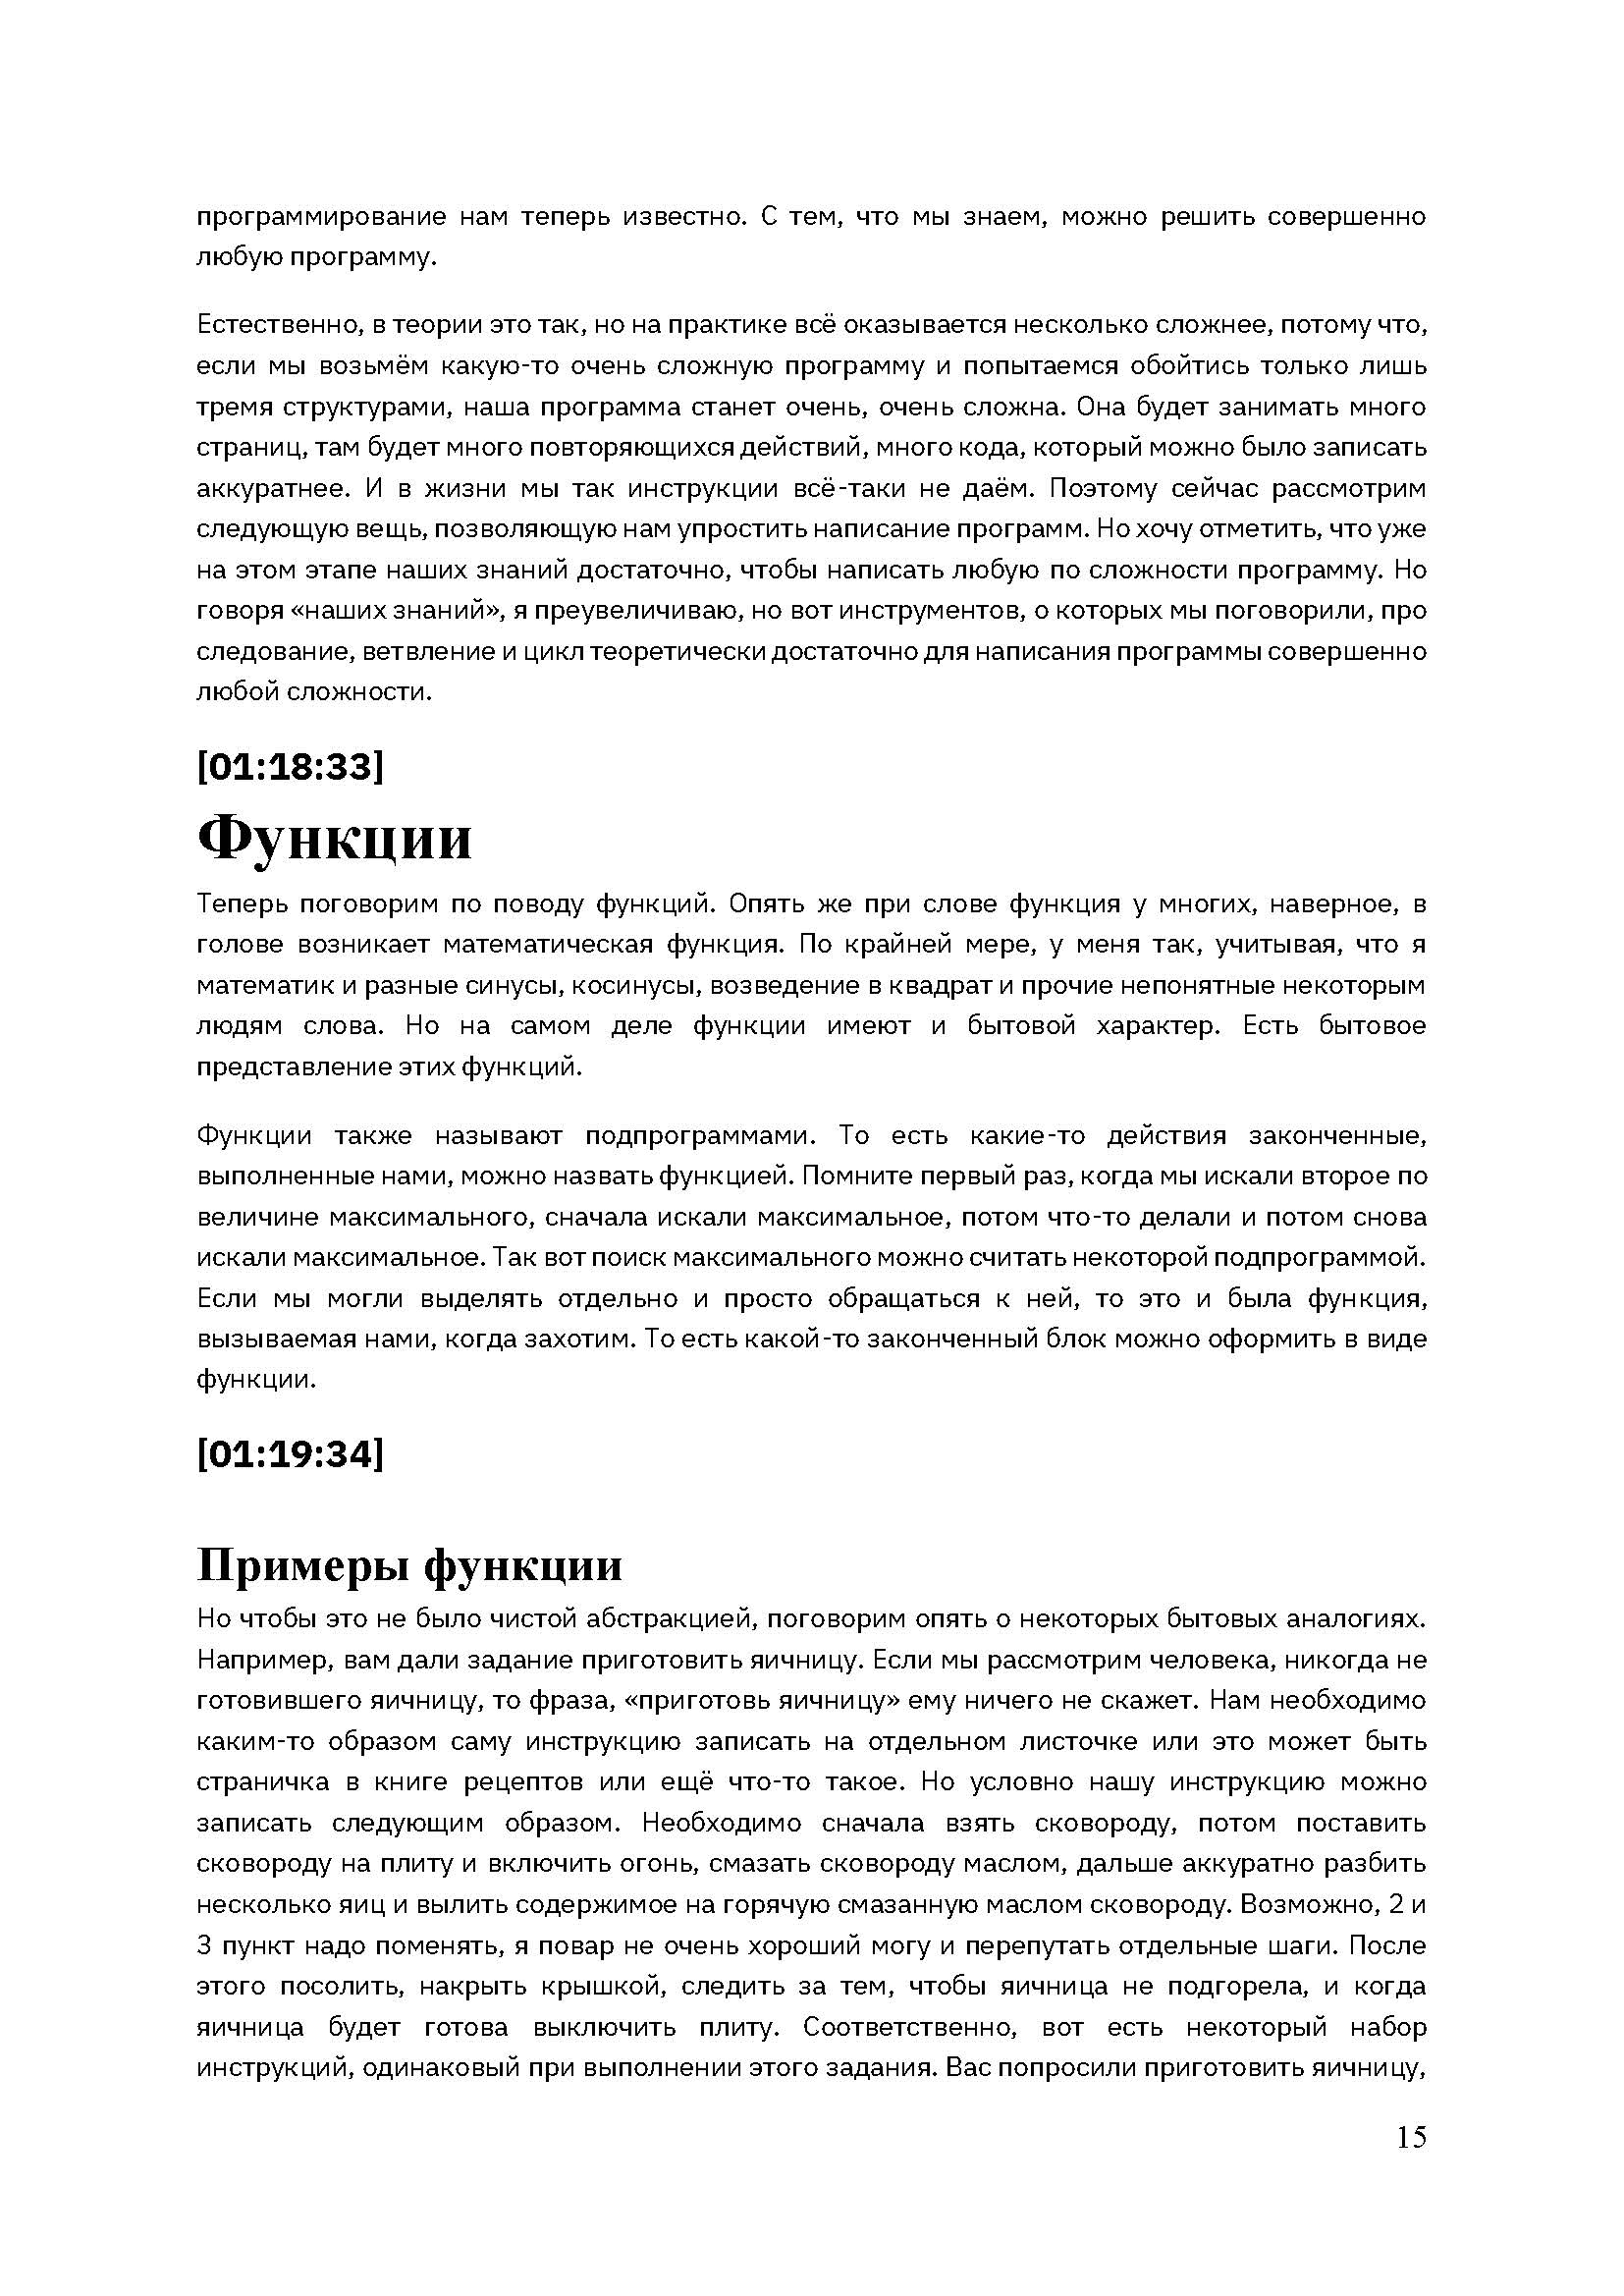 программирование нам теперь известно. С тем, что мы знаем, можно решить совершенно
любую программу.
Естественно, в теории это так, но на практике всё оказывается несколько сложнее, потому что,
если мы возьмём какую-то очень сложную программу и попытаемся обойтись только лишь
тремя структурами, наша программа станет очень, очень сложна. Она будет занимать много
страниц, там будет много повторяющихся действий, много кода, который можно было записать
аккуратнее. И в жизни мы так инструкции всё-таки не даём. Поэтому сейчас рассмотрим
следующую вещь, позволяющую нам упростить написание программ. Но хочу отметить, что уже
на этом этапе наших знаний достаточно, чтобы написать любую по сложности программу. Но
говоря «наших знаний», я преувеличиваю, но вот инструментов, о которых мы поговорили, про
следование, ветвление и цикл теоретически достаточно для написания программы совершенно
любой сложности.
[01:18:33]
Функции
Теперь поговорим по поводу функций. Опять же при слове функция у многих, наверное, в
голове возникает математическая функция. По крайней мере, у меня так, учитывая, что я
математик и разные синусы, косинусы, возведение в квадрат и прочие непонятные некоторым
людям слова. Но на самом деле функции имеют и бытовой характер. Есть бытовое
представление этих функций.
Функции также называют подпрограммами. То есть какие-то действия законченные,
выполненные нами, можно назвать функцией. Помните первый раз, когда мы искали второе по
величине максимального, сначала искали максимальное, потом что-то делали и потом снова
искали максимальное. Так вот поиск максимального можно считать некоторой подпрограммой.
Если мы могли выделять отдельно и просто обращаться к ней, то это и была функция,
вызываемая нами, когда захотим. То есть какой-то законченный блок можно оформить в виде
функции.
[01:19:34]
Примеры функции
Но чтобы это не было чистой абстракцией, поговорим опять о некоторых бытовых аналогиях.
Например, вам дали задание приготовить яичницу. Если мы рассмотрим человека, никогда не
готовившего яичницу, то фраза, «приготовь яичницу» ему ничего не скажет. Нам необходимо
каким-то образом саму инструкцию записать на отдельном листочке или это может быть
страничка в книге рецептов или ещё что-то такое. Но условно нашу инструкцию можно
записать следующим образом. Необходимо сначала взять сковороду, потом поставить
сковороду на плиту и включить огонь, смазать сковороду маслом, дальше аккуратно разбить
несколько яиц и вылить содержимое на горячую смазанную маслом сковороду. Возможно, 2 и
3 пункт надо поменять, я повар не очень хороший могу и перепутать отдельные шаги. После
этого посолить, накрыть крышкой, следить за тем, чтобы яичница не подгорела, и когда
яичница будет готова выключить плиту. Соответственно, вот есть некоторый набор
инструкций, одинаковый при выполнении этого задания. Вас попросили приготовить яичницу,
15